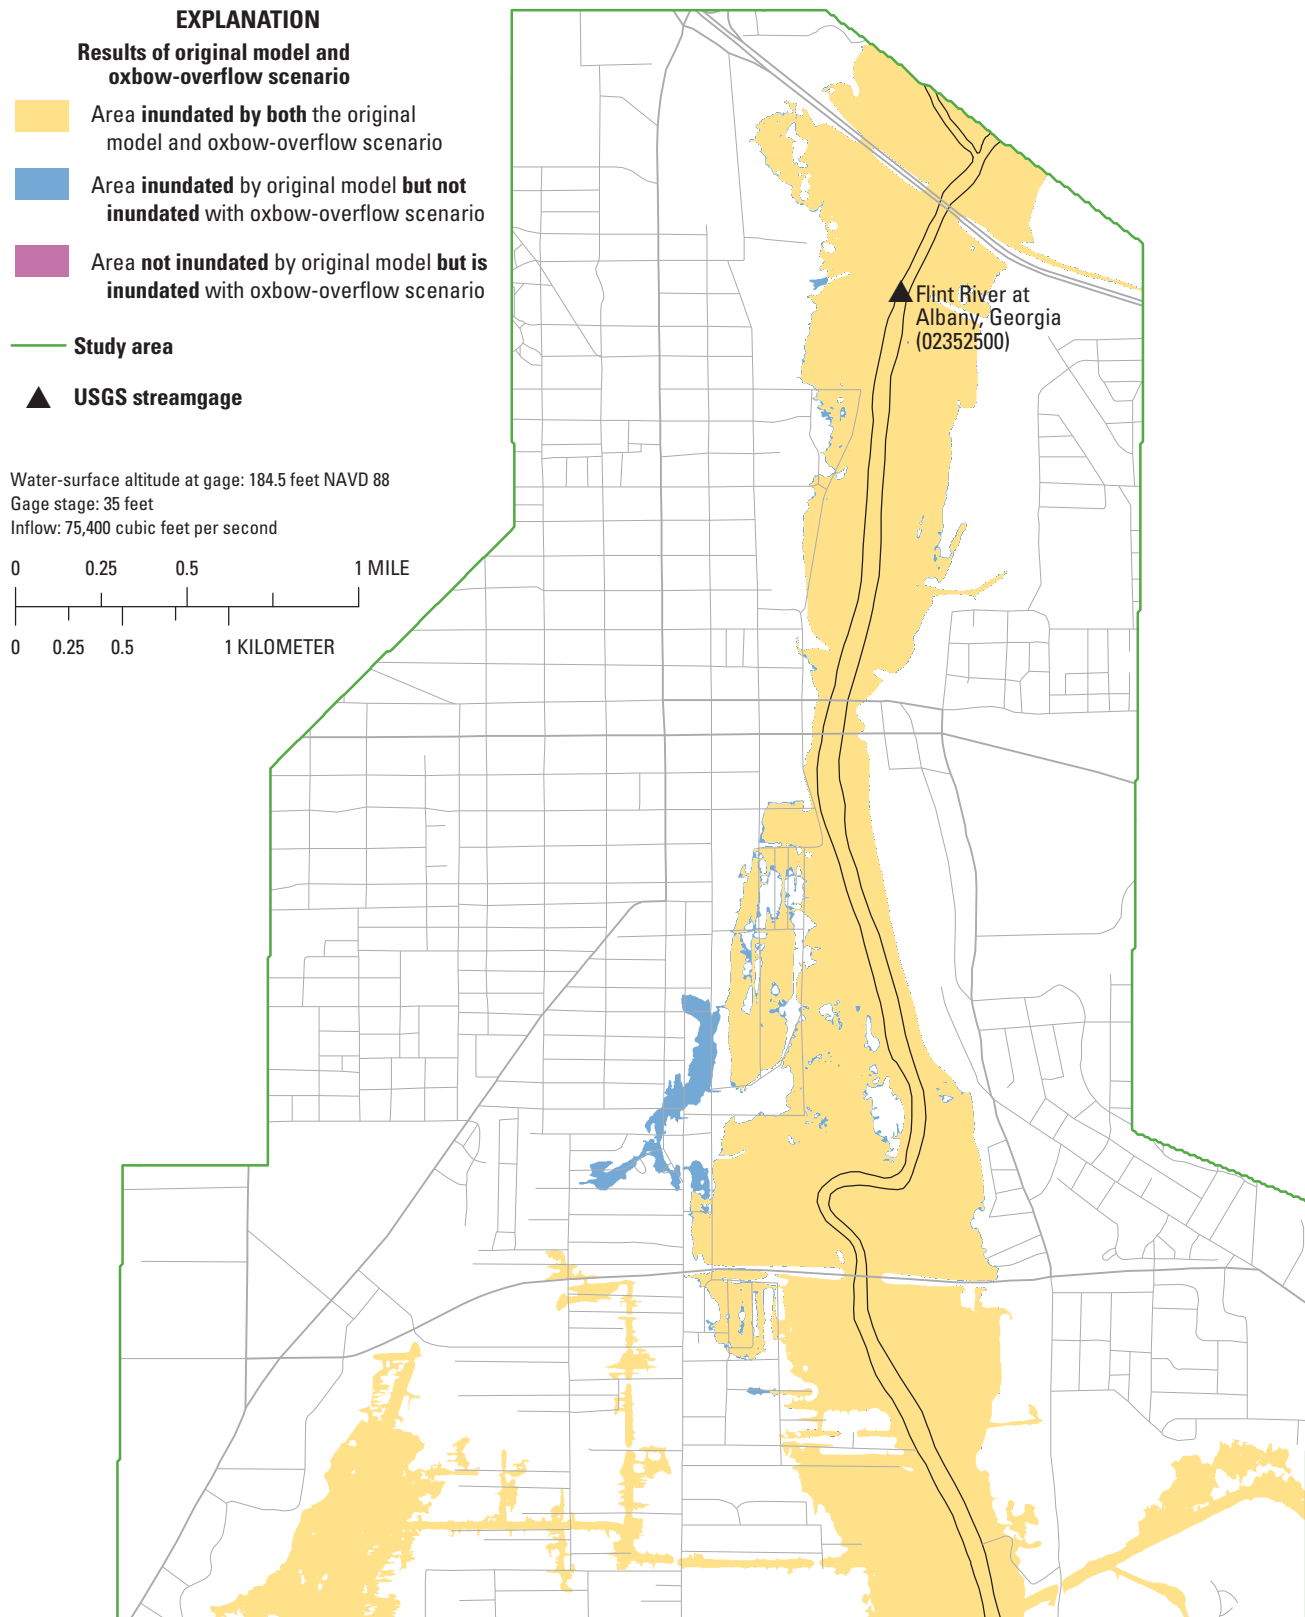 EXPLANATION
Results of original model and
oxbow-overflow scenario
Area inundated by both the original
model and oxbow-overflow scenario
Area inundated by original model but not
inundated with oxbow-overflow scenario
Area not inundated by original model but is
inundated with oxbow-overflow scenario
Study area
USGS streamgage
Water-surface altitude at gage: 184.5 feet NAVD 88
Gage stage: 35 feet
Inflow: 75,400 cubic feet per second
0 0.25 0.5 1 MILE
0 0.25 0.5 1 KILOMETER
Flint River at
Albany, Georgia
(02352500)